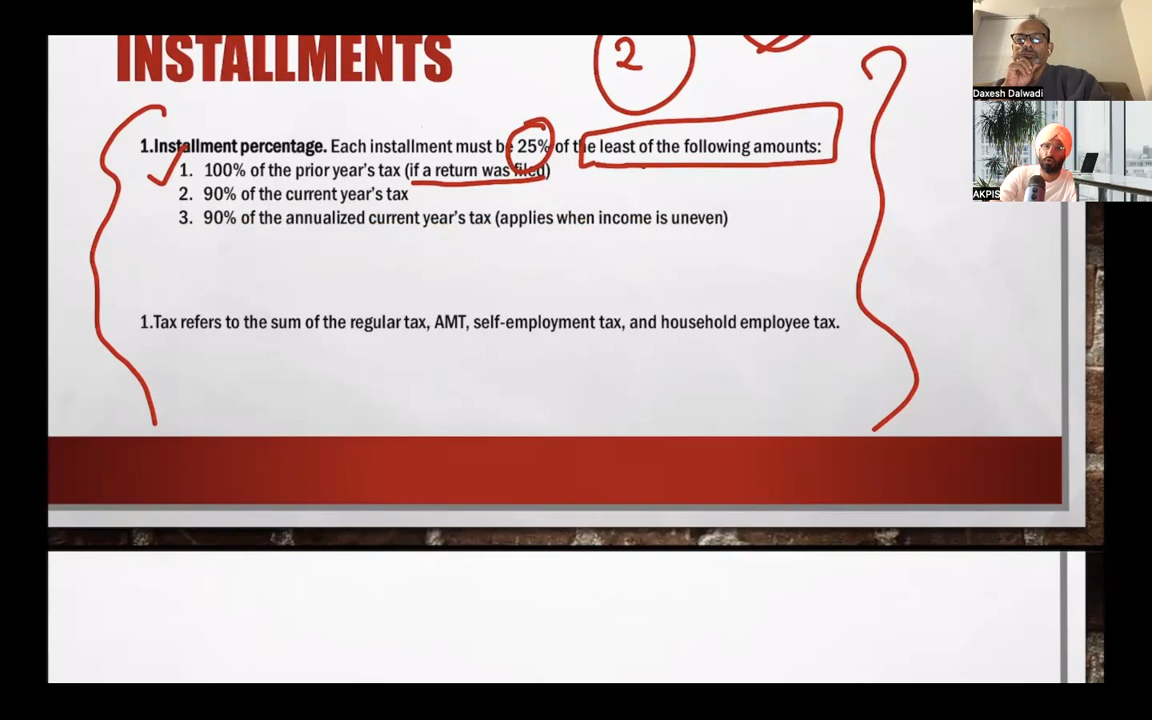 INSTALLMENTS
2
1.Installment percentage. Each installment must be 25% of the least of the following amounts:
1. 100% of the prior year's tax (if a return was filed)
2. 90% of the current year's tax
3. 90% of the annualized current year's tax (applies when income is uneven)
1.Tax refers to the sum of the regular tax, AMT, self-employment tax, and household employee tax.
Daxesh Dalwadi
AKPIS